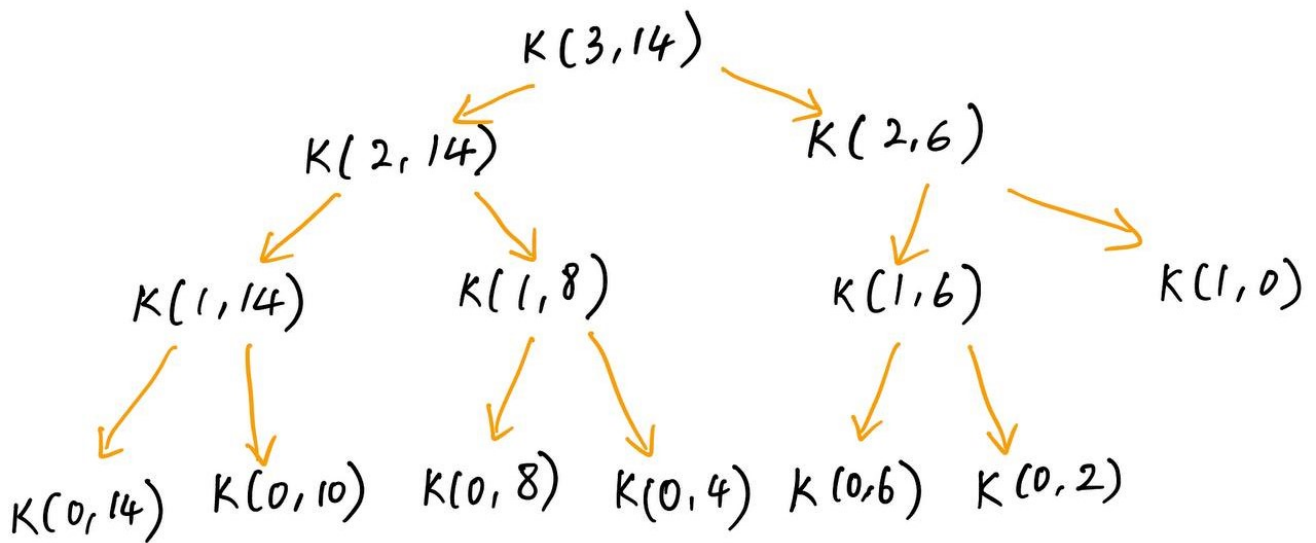 K(3,14)
K(2,14) K(2,6)
K(1,14) K(1,8) K(1,6) K(1,0)
K(0,14) K(0,10) K(0,8) K(0,4) K(0,6) K(0,2)